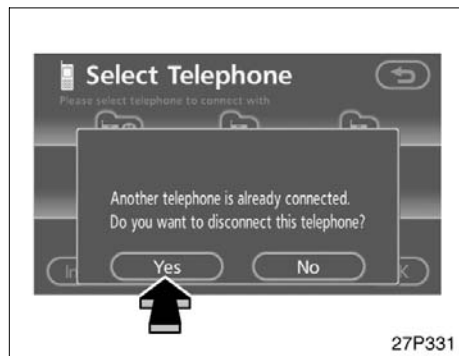 Select Telephone
Please select telephone to connect with
Another telephone is already connected.
Do you want to disconnect this telephone?
Yes
No
27P331